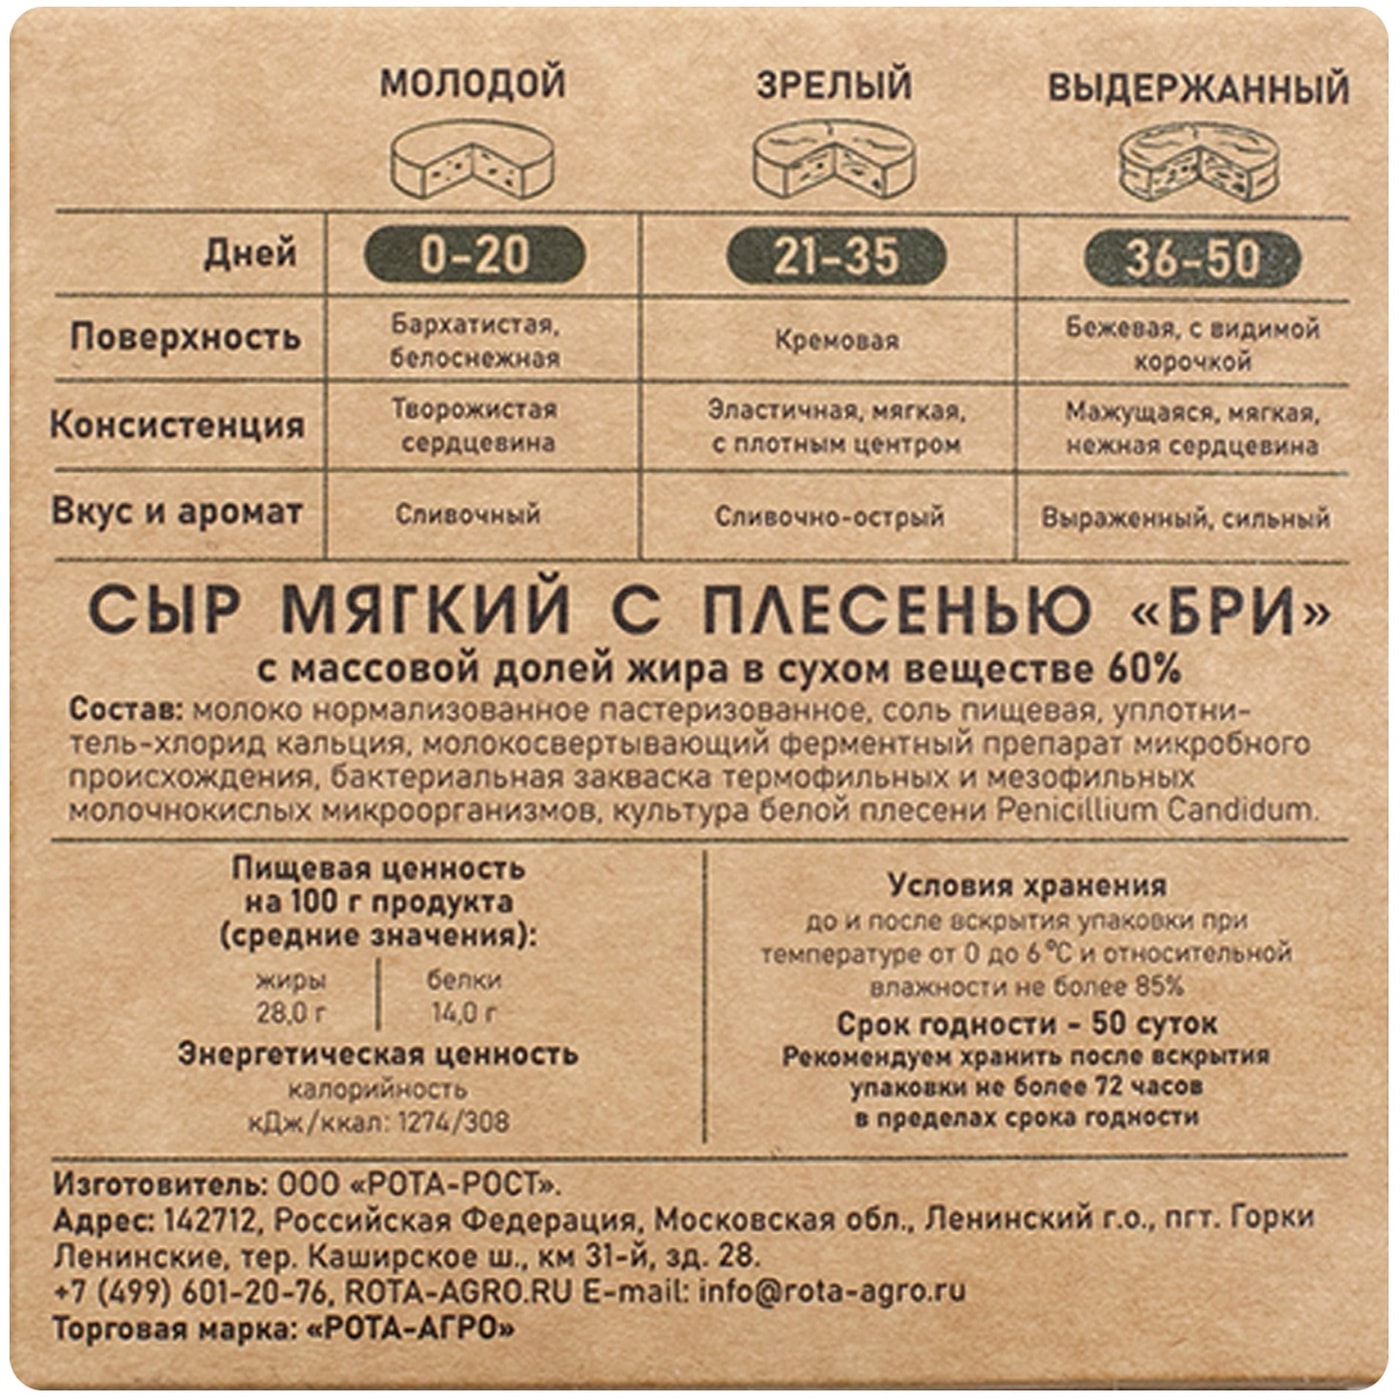 МОЛОДОЙ ЗРЕЛЫЙ ВЫДЕРЖАННЫЙ
Дней 0-20 21-35 36-50
Поверхность Бархатистая, белоснежная Кремовая Бежевая, с видимой корочкой
Консистенция Творожистая сердцевина Эластичная, мягкая, с плотным центром Мажущаяся, мягкая, нежная сердцевина
Вкус и аромат Сливочный Сливочно-острый Выраженный, сильный
СЫР МЯГКИЙ С ПЛЕСЕНЬЮ «БРИ»
с массовой долей жира в сухом веществе 60%
Состав: молоко нормализованное пастеризованное, соль пищевая, уплотни-
тель-хлорид кальция, молокосвертывающий ферментный препарат микробного
происхождения, бактериальная закваска термофильных и мезофильных
молочнокислых микроорганизмов, культура белой плесени Penicillium Candidum.
Пищевая ценность
на 100 г продукта
(средние значения):
жиры белки
28,0 г 14,0 г
Энергетическая ценность
калорийность
кДж/ккал: 1274/308
Условия хранения
до и после вскрытия упаковки при
температуре от 0 до 6 °С и относительной
влажности не более 85%
Срок годности - 50 суток
Рекомендуем хранить после вскрытия
упаковки не более 72 часов
в пределах срока годности
Изготовитель: ООО «РОТА-РОСТ».
Адрес: 142712, Российская Федерация, Московская обл., Ленинский г.о., пгт. Горки
Ленинские, тер. Каширское ш., км 31-й, зд. 28.
+7 (499) 601-20-76, ROTA-AGRO.RU E-mail: info@rota-agro.ru
Торговая марка: «РОТА-АГРО»